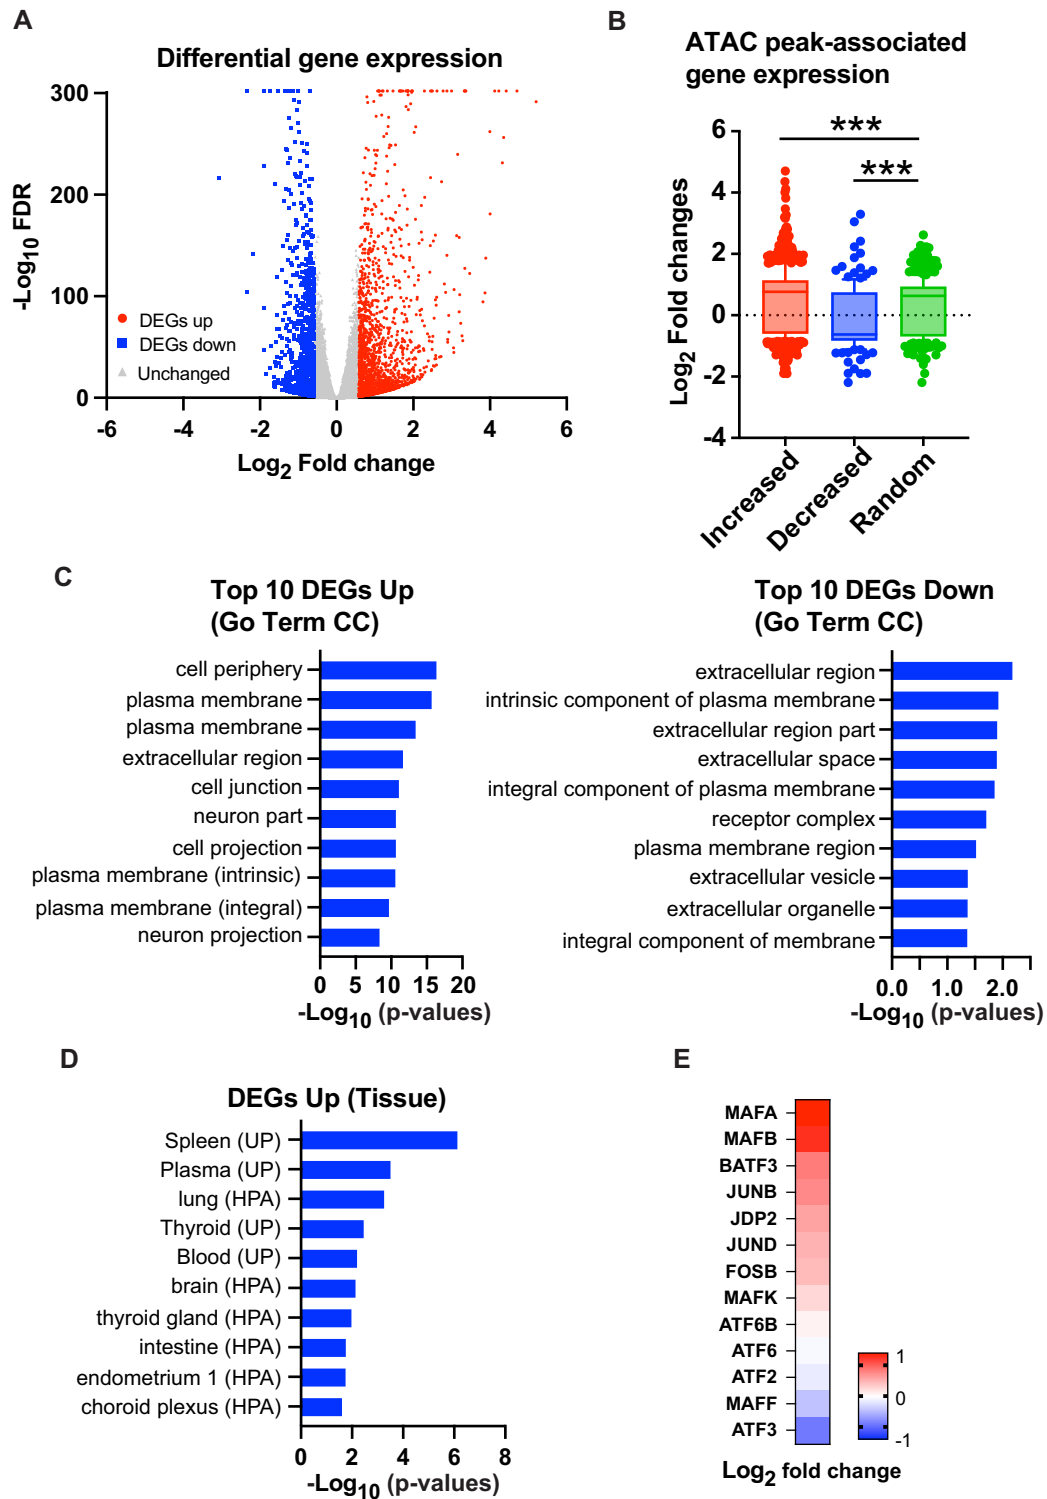 A
Differential gene expression
300
200
100
0
-Log10 FDR
DEGs up
DEGs down
Unchanged
-6 -4 -2 0 2 4 6
Log2 Fold change
B
ATAC peak-associated
gene expression
***
***
6
4
2
0
-2
-4
Log2 Fold changes
Increased
Decreased
Random
C
Top 10 DEGs Up
(Go Term CC)
cell periphery
plasma membrane
plasma membrane
extracellular region
cell junction
neuron part
cell projection
plasma membrane (intrinsic)
plasma membrane (integral)
neuron projection
0 5 10 15 20
-Log10 (p-values)
Top 10 DEGs Down
(Go Term CC)
extracellular region
intrinsic component of plasma membrane
extracellular region part
extracellular space
integral component of plasma membrane
receptor complex
plasma membrane region
extracellular vesicle
extracellular organelle
integral component of membrane
0.0 1.0 2.0
-Log10 (p-values)
D
DEGs Up (Tissue)
Spleen (UP)
Plasma (UP)
lung (HPA)
Thyroid (UP)
Blood (UP)
brain (HPA)
thyroid gland (HPA)
intestine (HPA)
endometrium 1 (HPA)
choroid plexus (HPA)
0 2 4 6 8
-Log10 (p-values)
E
MAFA
MAFB
BATF3
JUNB
JDP2
JUND
FOSB
MAFK
ATF6B
ATF6
ATF2
MAFF
ATF3
1
0
-1
Log2 fold change